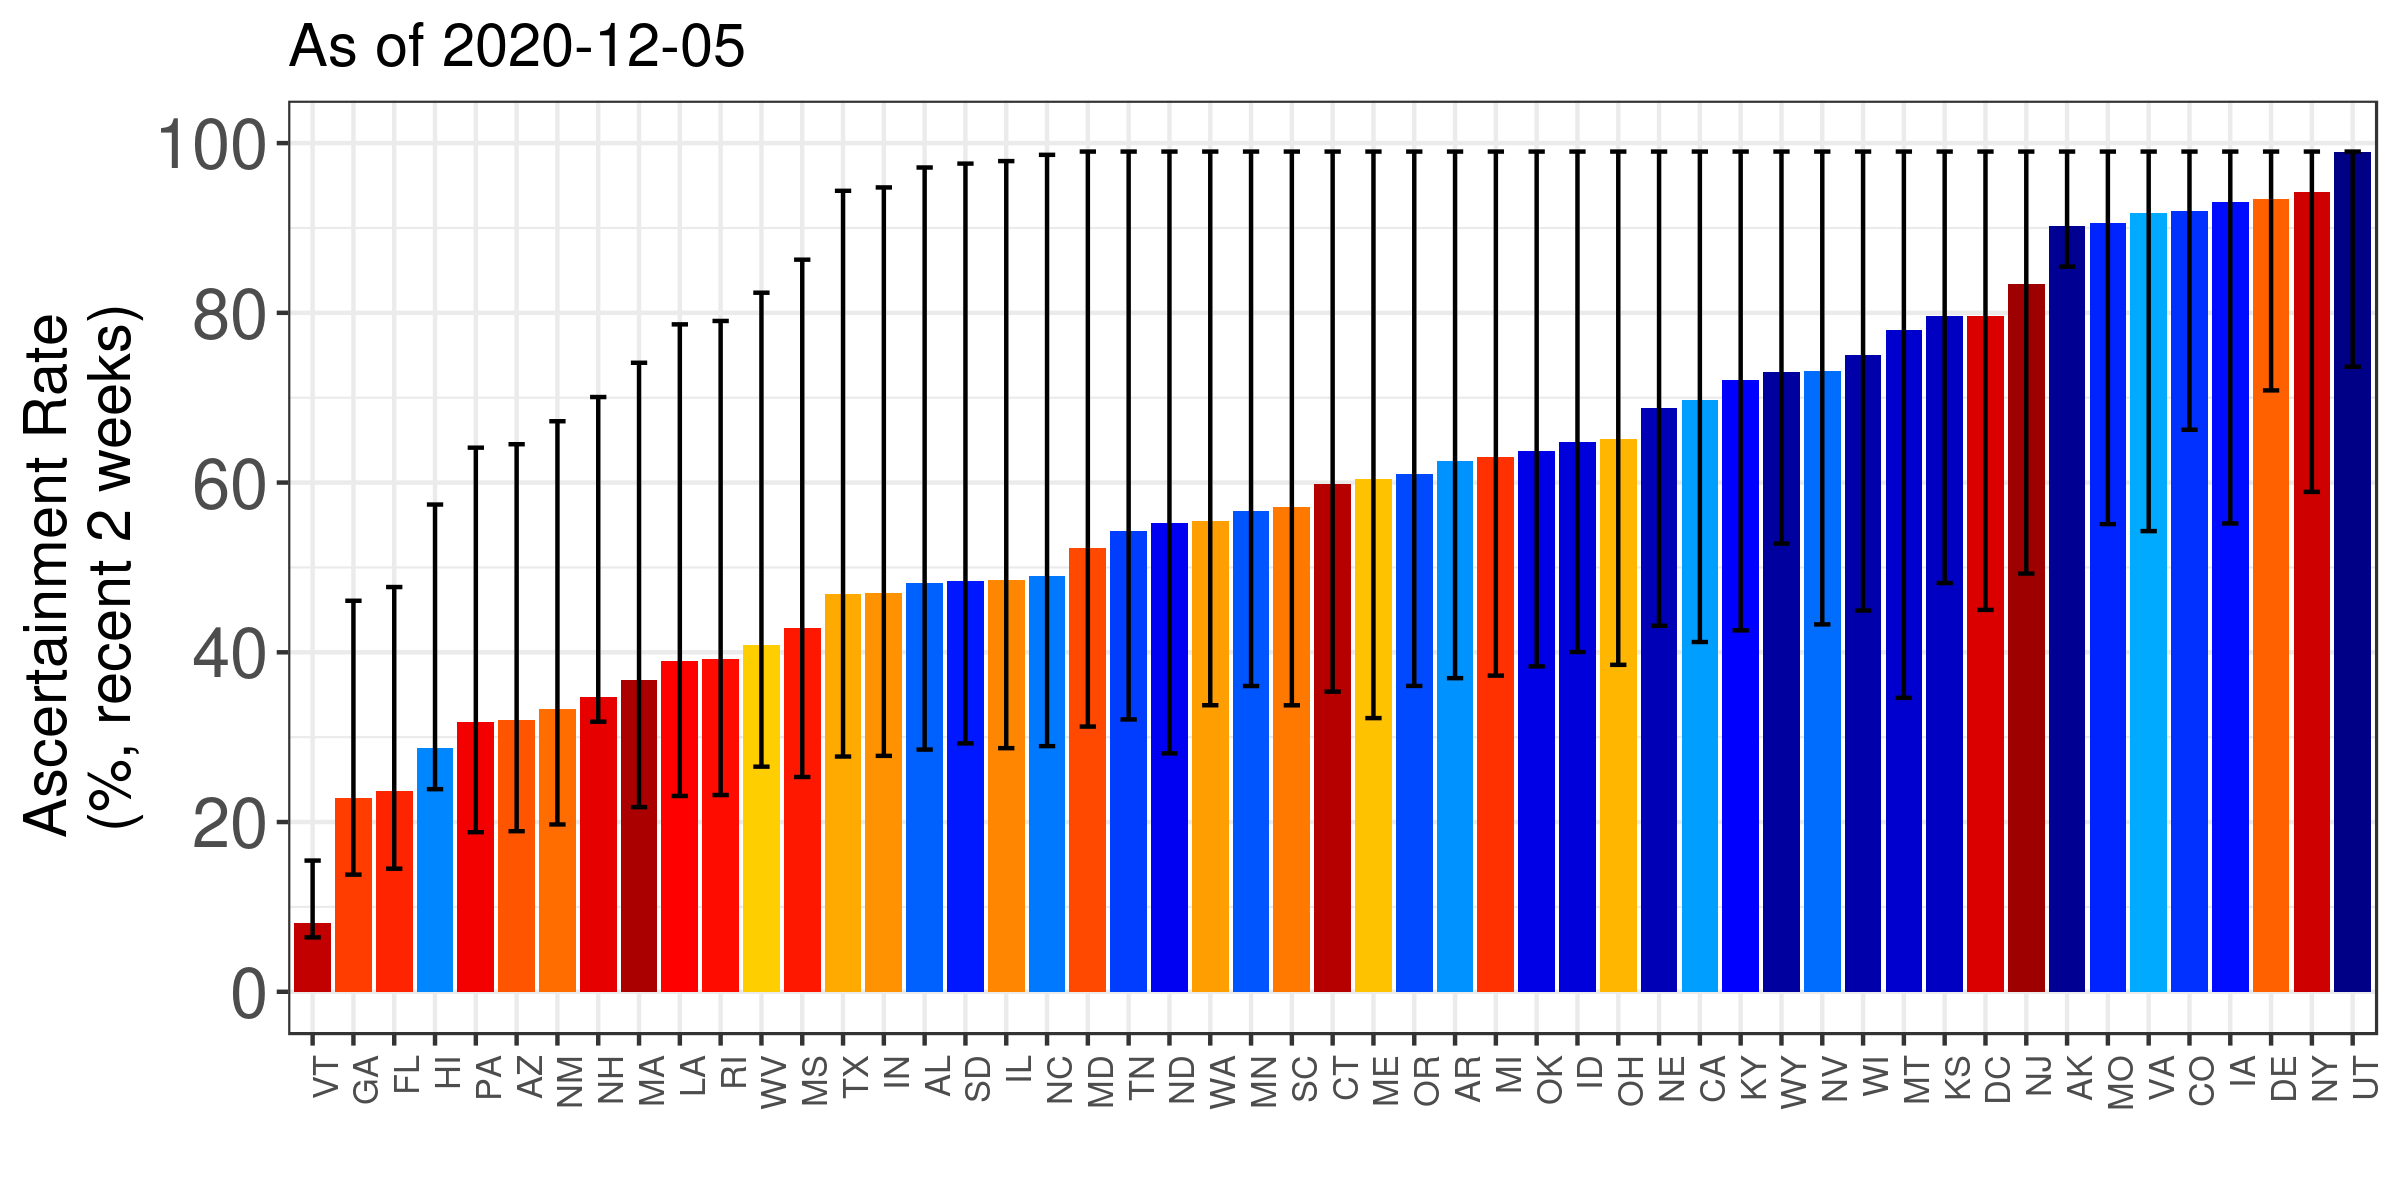 As of 2020-12-05
Ascertainment Rate
(%, recent 2 weeks)
100
80
60
40
20
0
VT GA FL HI PA AZ NM NH MA LA RI WV MS TX IN AL SD IL NC MD TN ND WA MN SC CT ME OR AR MI OK ID OH NE CA KY WY NV WI MT KS DC NJ AK MO VA CO IA DE NY UT